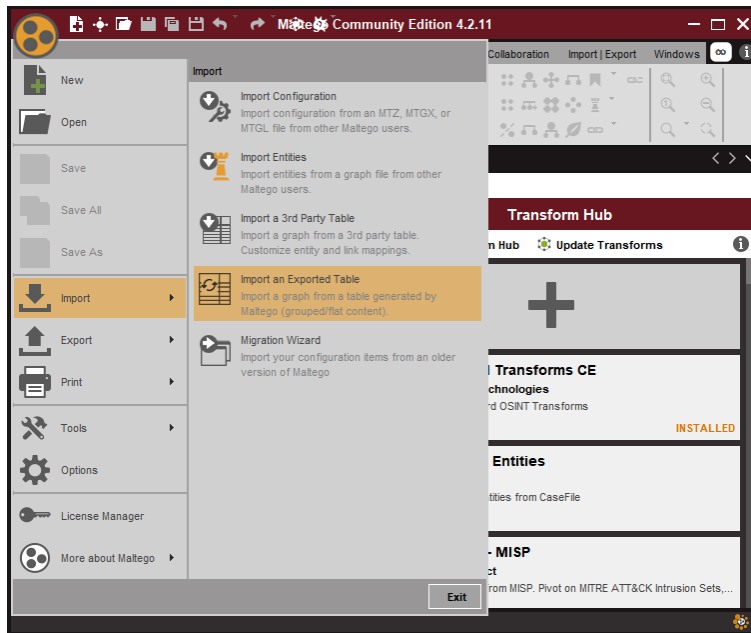 Maltego Community Edition 4.2.11
Collaboration Import | Export Windows
New
Open
Save
Save All
Save As
Import
Export
Print
Tools
Options
License Manager
More about Maltego
Import
Import Configuration
Import configuration from an MTZ, MTGX, or
MTGL file from other Maltego users.
Import Entities
Import entities from a graph file from other
Maltego users.
Import a 3rd Party Table
Import a graph from a 3rd party table.
Customize entity and link mappings.
Import an Exported Table
Import a graph from a table generated by
Maltego (grouped/flat content).
Migration Wizard
Import your configuration items from an older
version of Maltego
Exit
Transform Hub
Hub Update Transforms
Transforms CE
chnologies
rd OSINT Transforms
INSTALLED
Entities
tities from CaseFile
- MISP
ct
rom MISP. Pivot on MITRE ATT&CK Intrusion Sets,...